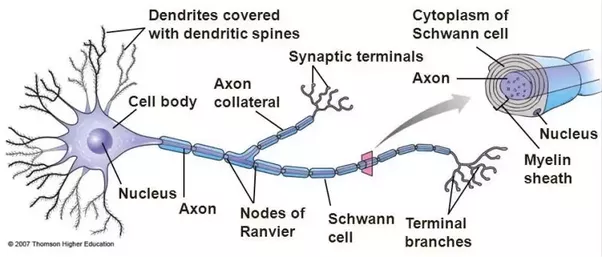 Dendrites covered
with dendritic spines
Cytoplasm of
Schwann cell
Synaptic terminals
Axon
collateral
Axon
Cell body
Nucleus
Myelin
sheath
Nucleus
Axon
Nodes of
Ranvier
Schwann
cell
Terminal
branches
© 2007 Thomson Higher Education